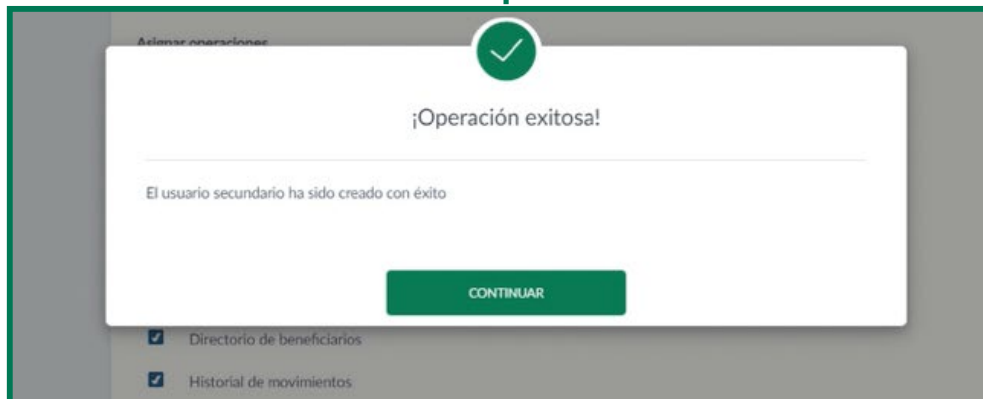 Asignar operaciones
¡Operación exitosa!
El usuario secundario ha sido creado con éxito
CONTINUAR
Directorio de beneficiarios
Historial de movimientos